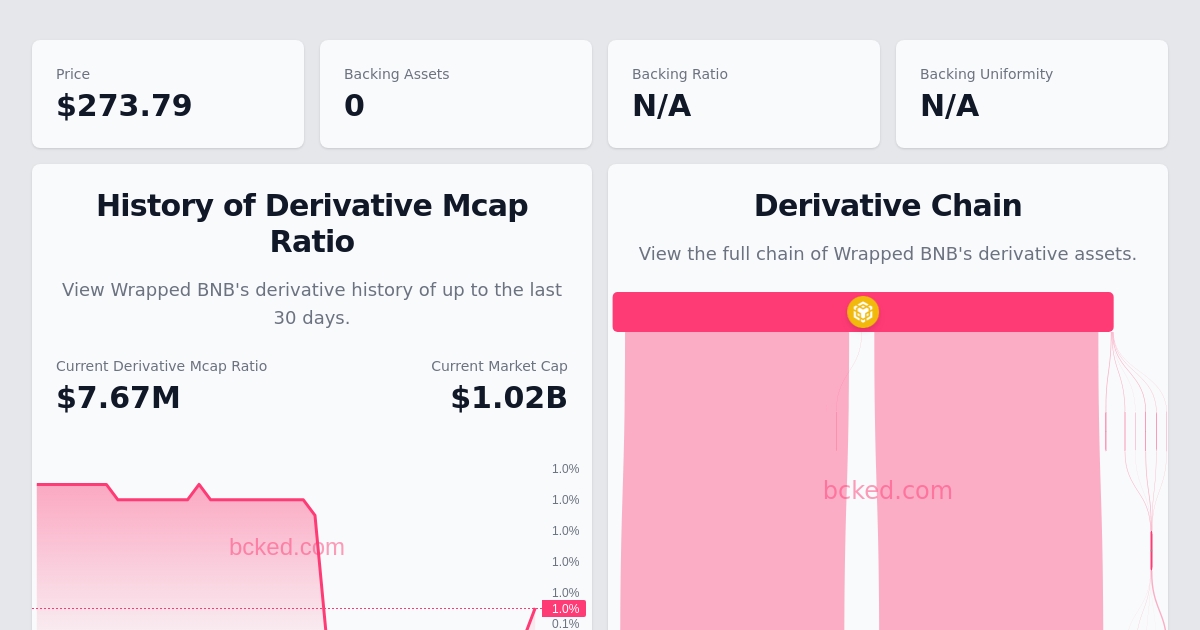 Price
$273.79
Backing Assets
0
Backing Ratio
N/A
Backing Uniformity
N/A
History of Derivative Mcap
Ratio
View Wrapped BNB's derivative history of up to the last
30 days.
Current Derivative Mcap Ratio
$7.67M
Current Market Cap
$1.02B
1.0%
1.0%
1.0%
1.0%
1.0%
1.0%
0.1%
bcked.com
Derivative Chain
View the full chain of Wrapped BNB's derivative assets.
bcked.com